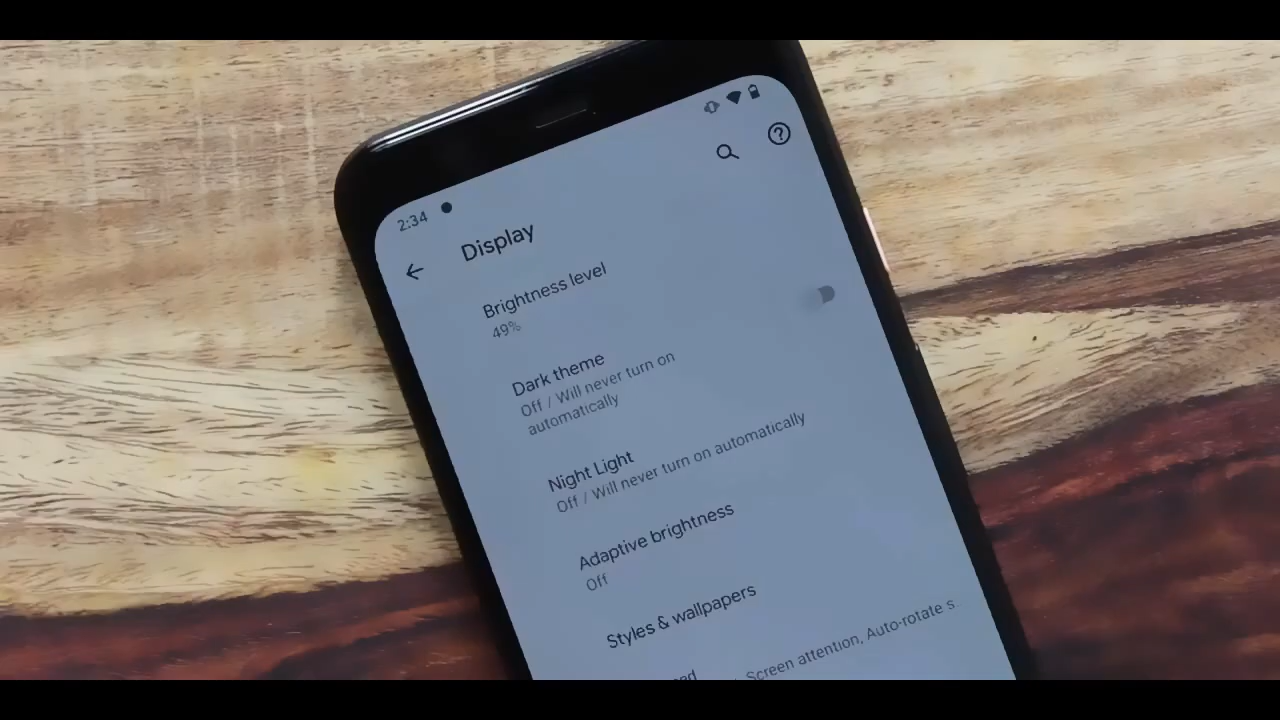 2:34
Display
Brightness level
49%
Dark theme
Off / Will never turn on
automatically
Night Light
Off / Will never turn on automatically
Adaptive brightness
Off
Styles & wallpapers
Screen attention, Auto-rotate s